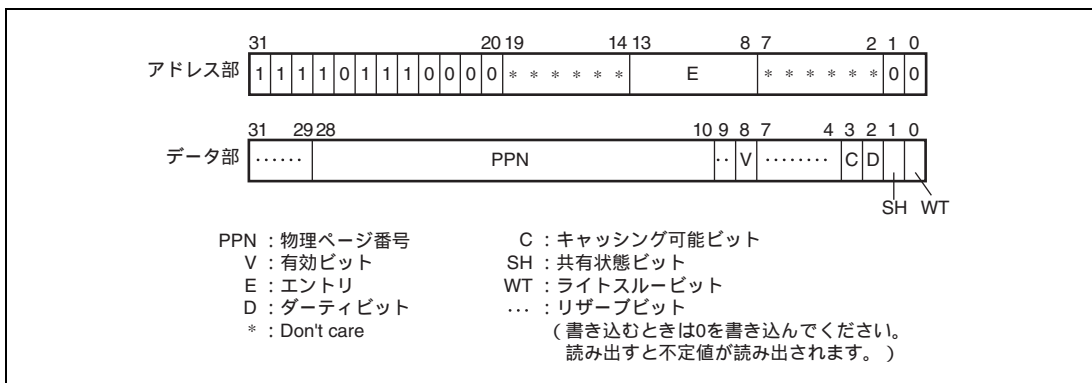 31 20 19 14 13 8 7 2 1 0
アドレス部 1 1 1 1 0 1 1 1 0 0 0 0 * * * * * * E * * * * * * 0 0
31 29 28 10 9 8 7 4 3 2 1 0
データ部 ...... PPN .. V ........ C D
SH WT
PPN : 物理ページ番号 C : キャッシング可能ビット
V : 有効ビット SH : 共有状態ビット
E : エントリ WT : ライトスルービット
D : ダーティビット ... : リザーブビット
* : Don't care (書き込むときは0を書き込んでください。
読み出すと不定値が読み出されます。)